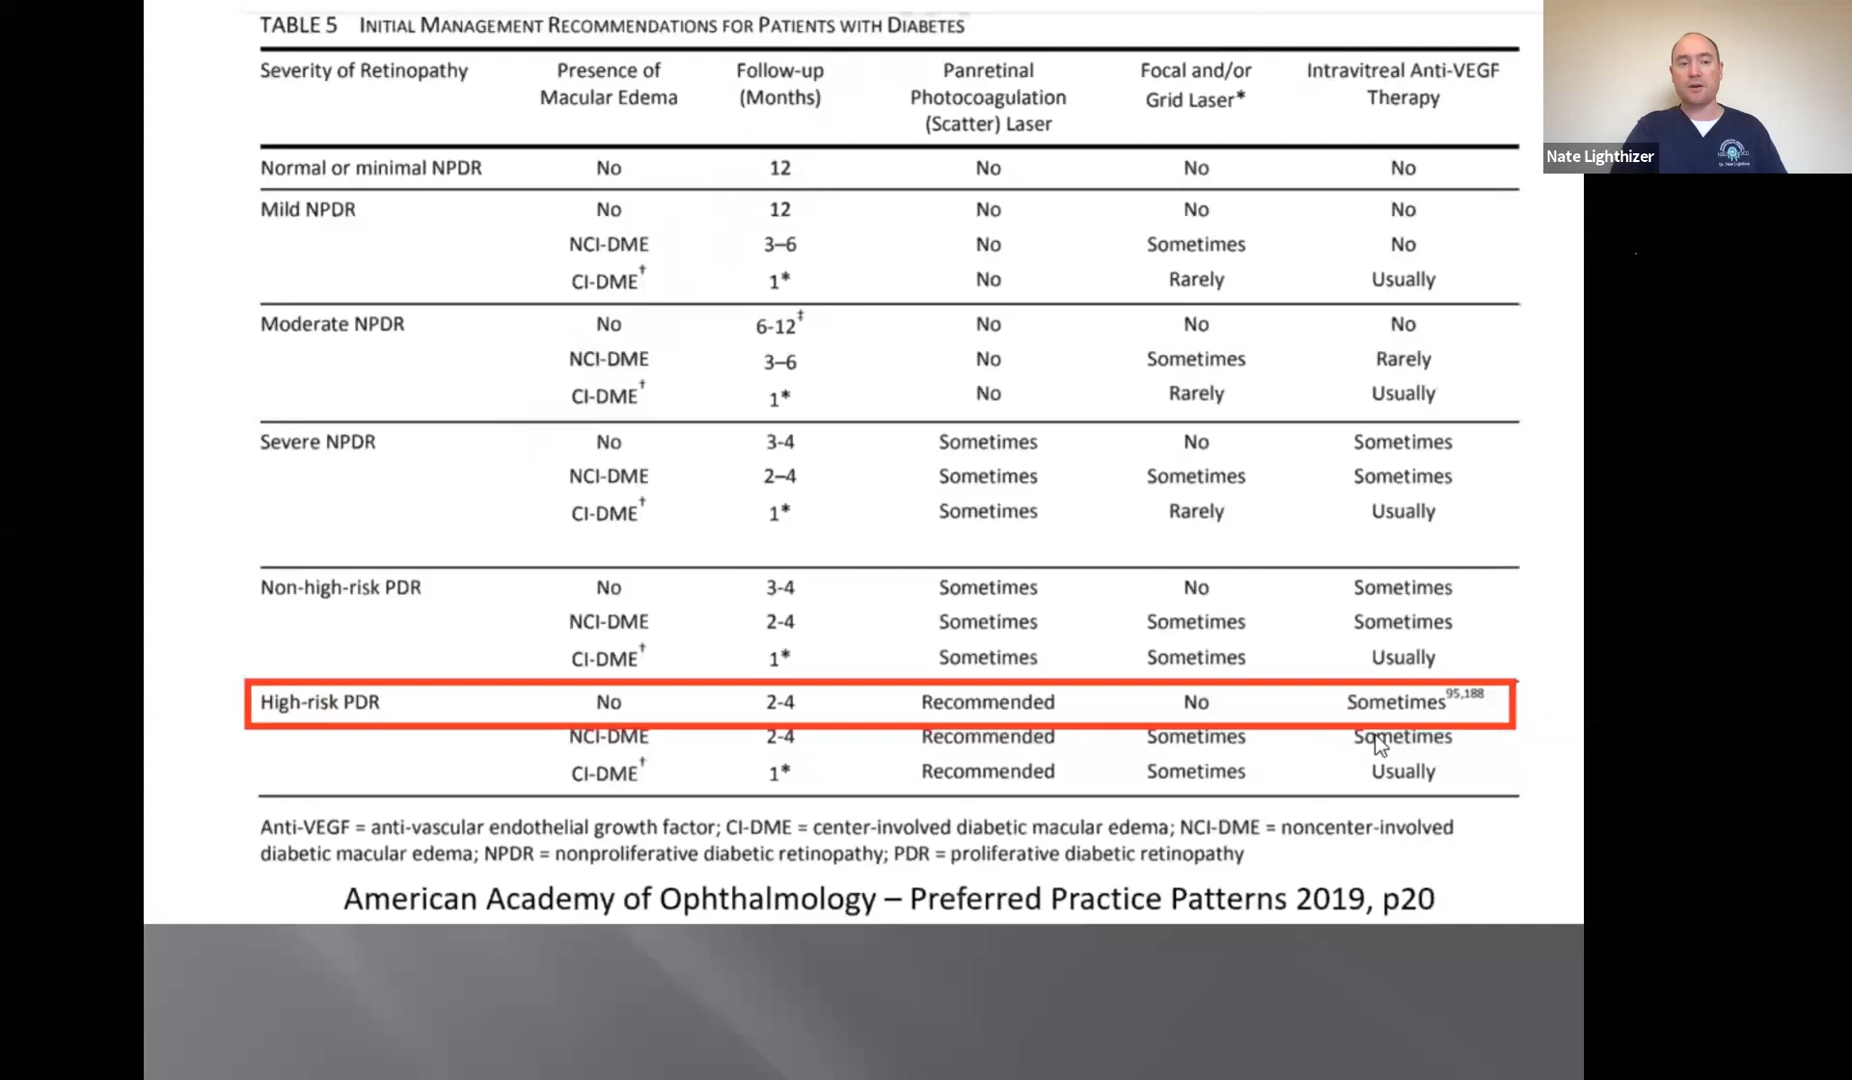 TABLE 5 INITIAL MANAGEMENT RECOMMENDATIONS FOR PATIENTS WITH DIABETES
Severity of Retinopathy Presence of Macular Edema Follow-up (Months) Panretinal Photocoagulation (Scatter) Laser Focal and/or Grid Laser* Intravitreal Anti-VEGF Therapy
Normal or minimal NPDR No 12 No No No
Mild NPDR No 12 No No No
NCI-DME 3–6 No Sometimes No
CI-DME† 1* No Rarely Usually
Moderate NPDR No 6-12‡ No No No
NCI-DME 3–6 No Sometimes Rarely
CI-DME† 1* No Rarely Usually
Severe NPDR No 3-4 Sometimes No Sometimes
NCI-DME 2–4 Sometimes Sometimes Sometimes
CI-DME† 1* Sometimes Rarely Usually
Non-high-risk PDR No 3-4 Sometimes No Sometimes
NCI-DME 2-4 Sometimes Sometimes Sometimes
CI-DME† 1* Sometimes Sometimes Usually
High-risk PDR No 2-4 Recommended No Sometimes95,188
NCI-DME 2-4 Recommended Sometimes Sometimes
CI-DME† 1* Recommended Sometimes Usually
Anti-VEGF = anti-vascular endothelial growth factor; CI-DME = center-involved diabetic macular edema; NCI-DME = noncenter-involved
diabetic macular edema; NPDR = nonproliferative diabetic retinopathy; PDR = proliferative diabetic retinopathy
American Academy of Ophthalmology – Preferred Practice Patterns 2019, p20
Nate Lighthizer